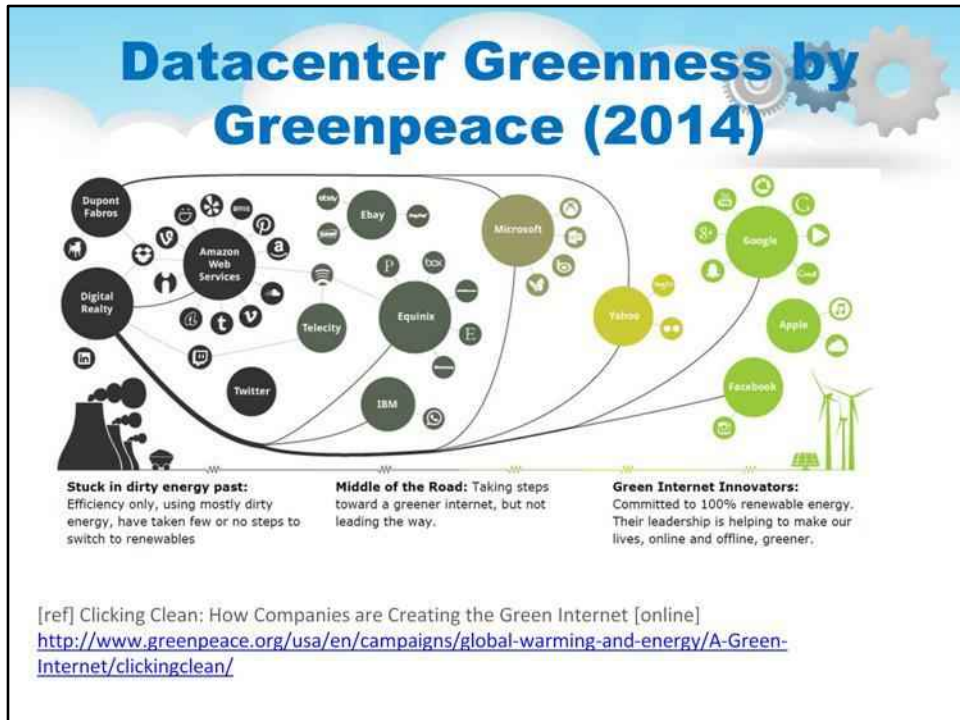 Datacenter Greenness by
Greenpeace (2014)
Dupont
Fabros
Digital
Realty
Amazon
Web
Services
Twitter
Ebay
ebay
PayPal
Telecity
Equinix
box
IBM
Microsoft
Yahoo
Google
Apple
Facebook
Stuck in dirty energy past:
Efficiency only, using mostly dirty
energy, have taken few or no steps to
switch to renewables
Middle of the Road: Taking steps
toward a greener internet, but not
leading the way.
Green Internet Innovators:
Committed to 100% renewable energy.
Their leadership is helping to make our
lives, online and offline, greener.
[ref] Clicking Clean: How Companies are Creating the Green Internet [online]
http://www.greenpeace.org/usa/en/campaigns/global-warming-and-energy/A-Green-
Internet/clickingclean/